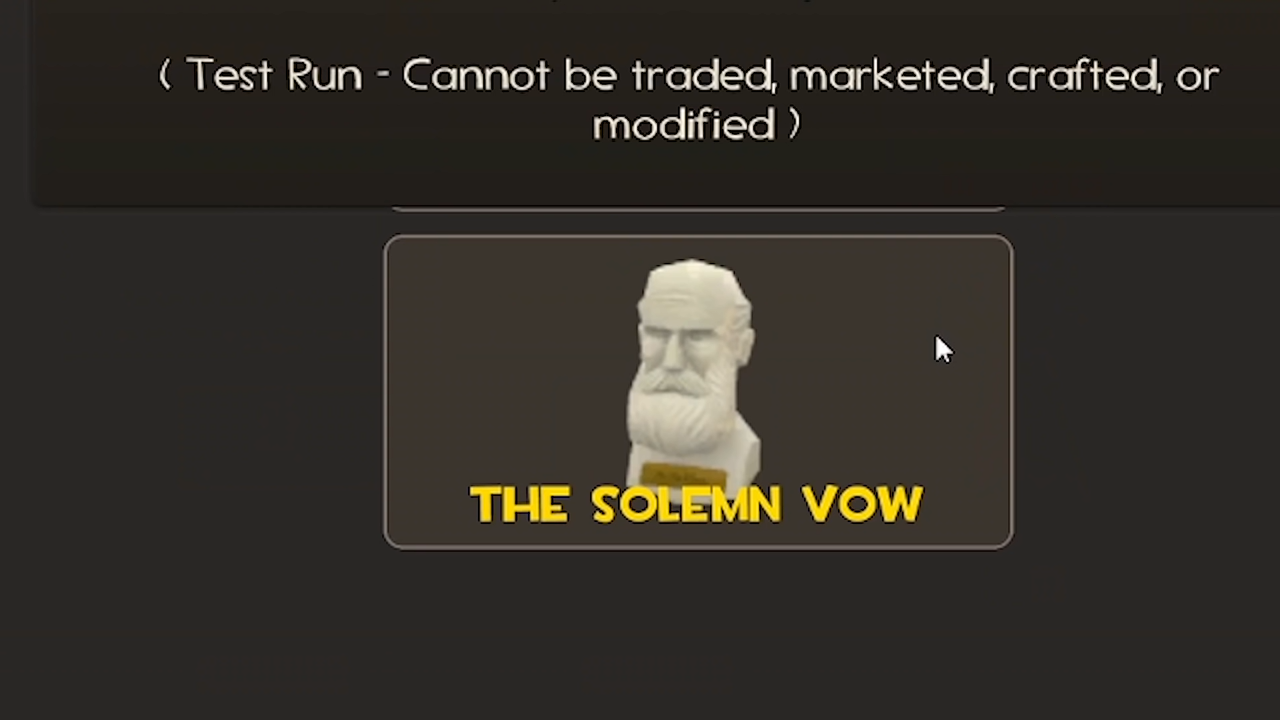 ( Test Run - Cannot be traded, marketed, crafted, or
modified )
THE SOLEMN VOW